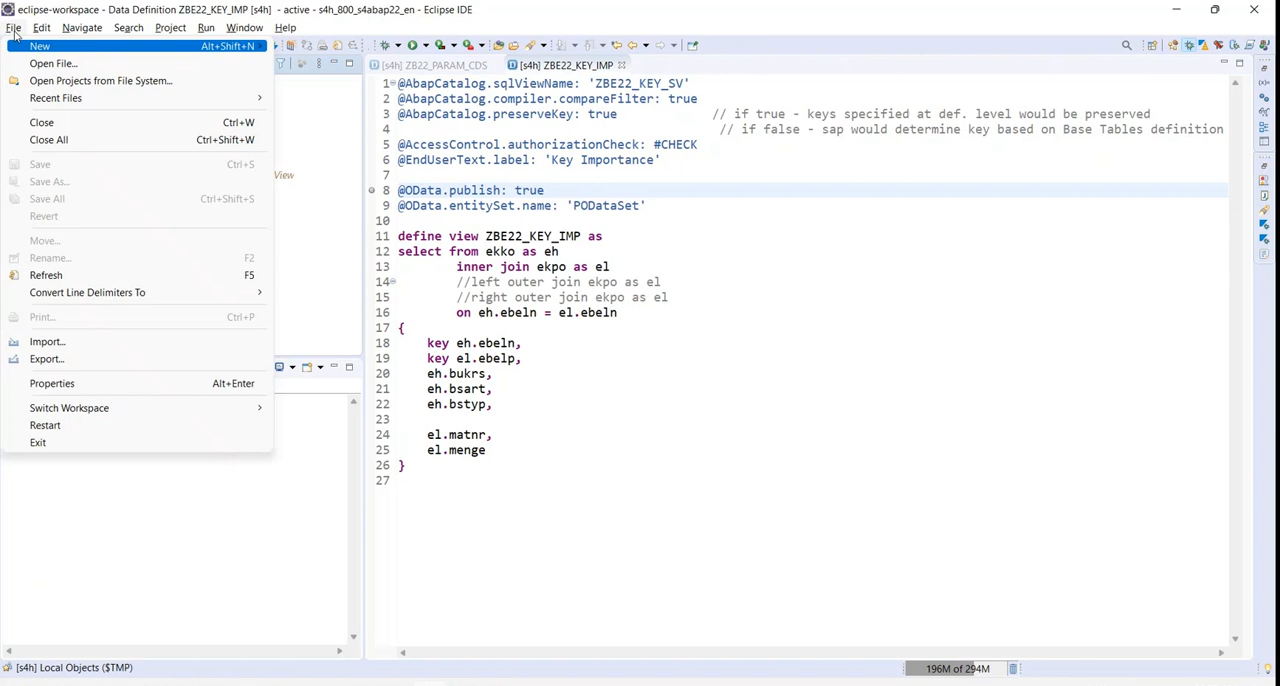 eclipse-workspace - Data Definition ZBE22_KEY_IMP [s4h] - active - s4h_800_s4abap22_en - Eclipse IDE
File Edit Navigate Search Project Run Window Help
New Alt+Shift+N
Open File...
Open Projects from File System...
Recent Files
Close Ctrl+W
Close All Ctrl+Shift+W
Save Ctrl+S
Save As...
Save All Ctrl+Shift+S
Revert
Move...
Rename... F2
Refresh F5
Convert Line Delimiters To
Print... Ctrl+P
Import...
Export...
Properties Alt+Enter
Switch Workspace
Restart
Exit
View
[s4h] ZB22_PARAM_CDS [s4h] ZBE22_KEY_IMP
1 @AbapCatalog.sqlViewName: 'ZBE22_KEY_SV'
2 @AbapCatalog.compiler.compareFilter: true
3 @AbapCatalog.preserveKey: true // if true - keys specified at def. level would be preserved
4 // if false - sap would determine key based on Base Tables definition
5 @AccessControl.authorizationCheck: #CHECK
6 @EndUserText.label: 'Key Importance'
7
8 @OData.publish: true
9 @OData.entitySet.name: 'PODataSet'
10
11 define view ZBE22_KEY_IMP as
12 select from ekko as eh
13 inner join ekpo as el
14 //left outer join ekpo as el
15 //right outer join ekpo as el
16 on eh.ebeln = el.ebeln
17 {
18 key eh.ebeln,
19 key el.ebelp,
20 eh.bukrs,
21 eh.bsart,
22 eh.bstyp,
23
24 el.matnr,
25 el.menge
26 }
27
[s4h] Local Objects ($TMP) 196M of 294M